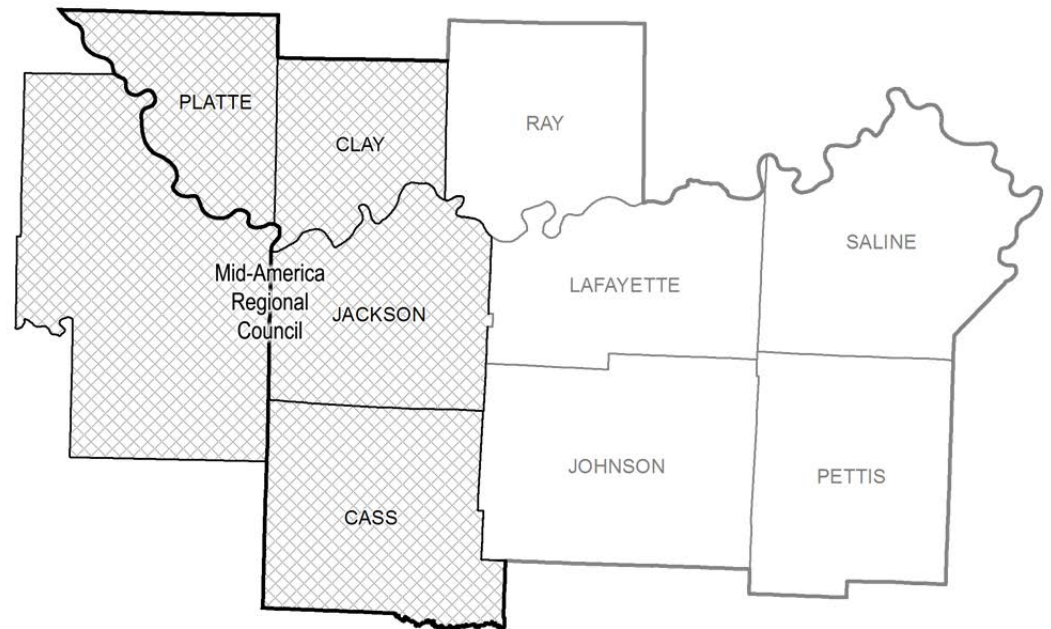 PLATTE
CLAY
RAY
SALINE
Mid-America
Regional
Council
JACKSON
LAFAYETTE
JOHNSON
PETTIS
CASS